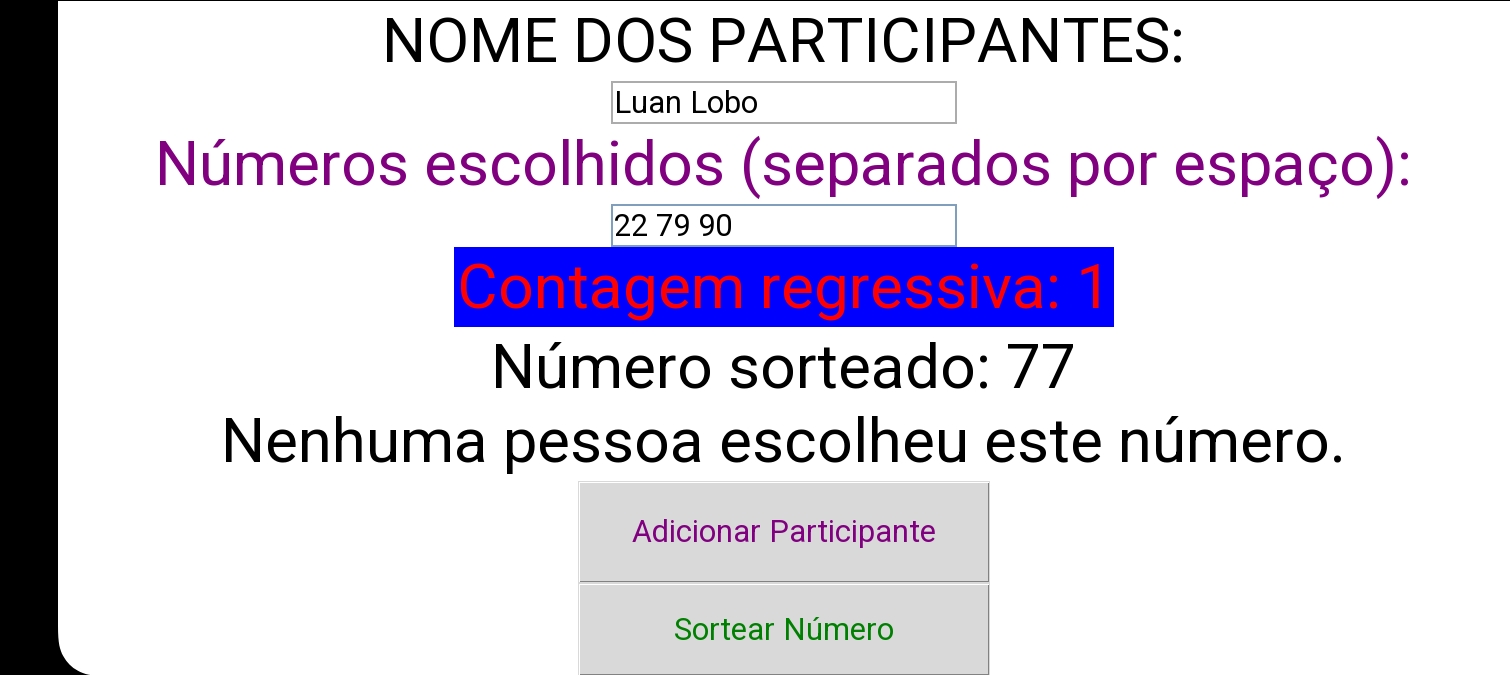 NOME DOS PARTICIPANTES:
Luan Lobo
Números escolhidos (separados por espaço):
22 79 90
Contagem regressiva: 1
Número sorteado: 77
Nenhuma pessoa escolheu este número.
Adicionar Participante
Sortear Número